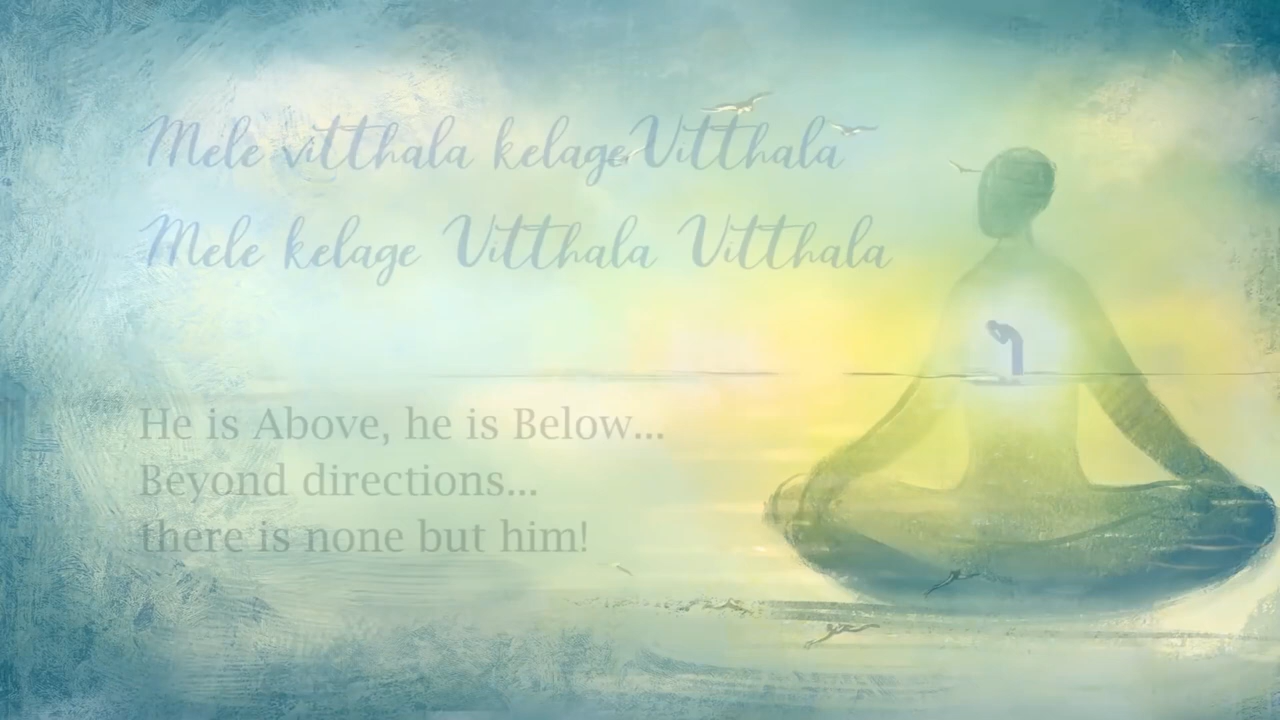 Mele vitthala kelage Vitthala
Mele kelage Vitthala Vitthala
He is Above, he is Below...
Beyond directions...
there is none but him!